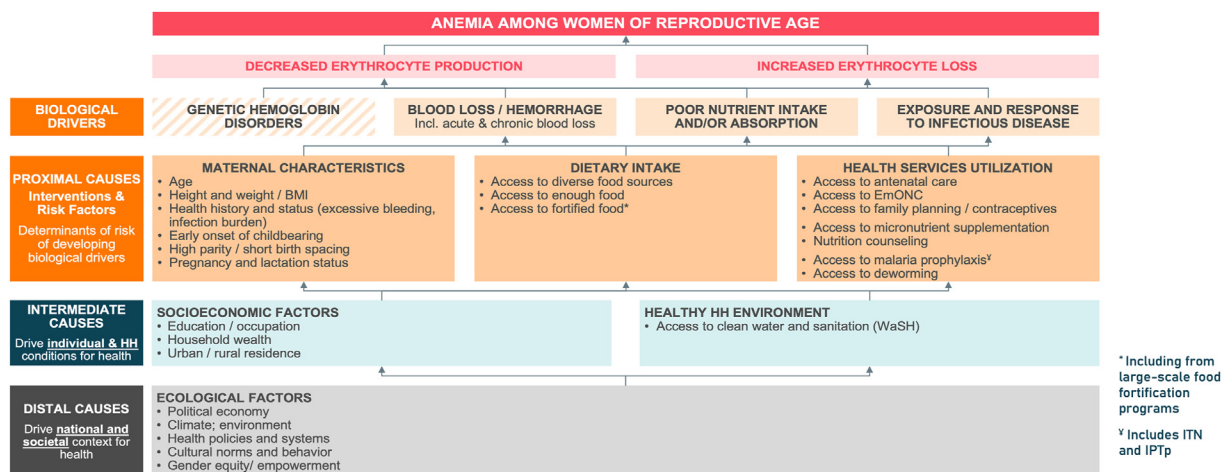 ANEMIA AMONG WOMEN OF REPRODUCTIVE AGE
DECREASED ERYTHROCYTE PRODUCTION
INCREASED ERYTHROCYTE LOSS
BIOLOGICAL
DRIVERS
GENETIC HEMOGLOBIN
DISORDERS
BLOOD LOSS / HEMORRHAGE
Incl. acute & chronic blood loss
POOR NUTRIENT INTAKE
AND/OR ABSORPTION
EXPOSURE AND RESPONSE
TO INFECTIOUS DISEASE
PROXIMAL CAUSES
Interventions &
Risk Factors
Determinants of risk
of developing
biological drivers
MATERNAL CHARACTERISTICS
• Age
• Height and weight / BMI
• Health history and status (excessive bleeding,
infection burden)
• Early onset of childbearing
• High parity / short birth spacing
• Pregnancy and lactation status
DIETARY INTAKE
• Access to diverse food sources
• Access to enough food
• Access to fortified food*
HEALTH SERVICES UTILIZATION
• Access to antenatal care
• Access to EmONC
• Access to family planning / contraceptives
• Access to micronutrient supplementation
• Nutrition counseling
• Access to malaria prophylaxis¥
• Access to deworming
INTERMEDIATE
CAUSES
Drive individual & HH
conditions for health
SOCIOECONOMIC FACTORS
• Education / occupation
• Household wealth
• Urban / rural residence
HEALTHY HH ENVIRONMENT
• Access to clean water and sanitation (WaSH)
DISTAL CAUSES
Drive national and
societal context for
health
ECOLOGICAL FACTORS
• Political economy
• Climate; environment
• Health policies and systems
• Cultural norms and behavior
• Gender equity/ empowerment
* Including from
large-scale food
fortification
programs
¥ Includes ITN
and IPTp